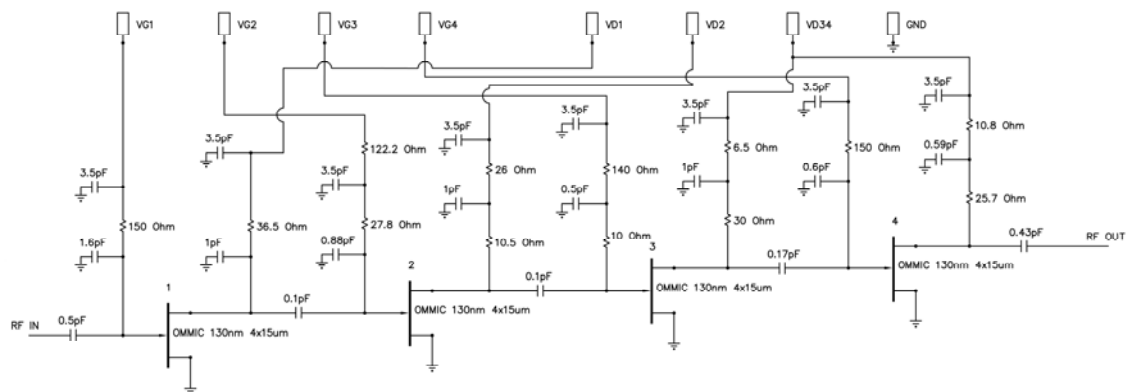 VG1
VG2
VG3
VG4
VD1
VD2
VD34
GND
3.5pF
3.5pF
3.5pF
3.5pF
3.5pF
3.5pF
3.5pF
10.8 Ohm
3.5pF
122.2 Ohm
26 Ohm
140 Ohm
6.5 Ohm
150 Ohm
0.59pF
3.5pF
1pF
0.5pF
1pF
0.6pF
25.7 Ohm
150 Ohm
36.5 Ohm
27.8 Ohm
10.5 Ohm
10 Ohm
30 Ohm
4
1.6pF
1pF
0.88pF
3
0.43pF
RF OUT
0.17pF
OMMIC 130nm 4x15um
1
2
0.1pF
0.1pF
OMMIC 130nm 4x15um
RF IN
0.5pF
OMMIC 130nm 4x15um
OMMIC 130nm 4x15um